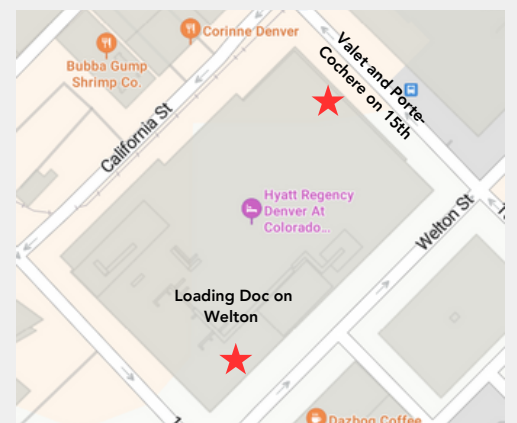 Corinne Denver
Bubba Gump
Shrimp Co.
Valet and Porte-
Cochere on 15th
California St
Hyatt Regency
Denver At
Colorado...
Welton St
Loading Doc on
Welton
Dazbog Coffee